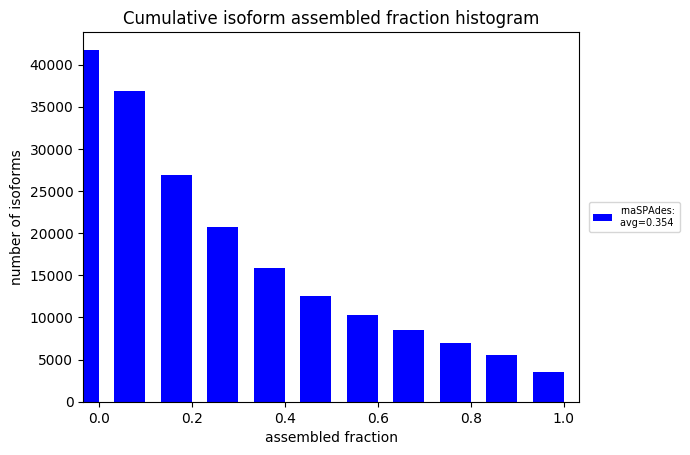 Cumulative isoform assembled fraction histogram
40000
35000
30000
25000
20000
15000
10000
5000
0
number of isoforms
0.0 0.2 0.4 0.6 0.8 1.0
assembled fraction
rnaSPAdes:
avg=0.354